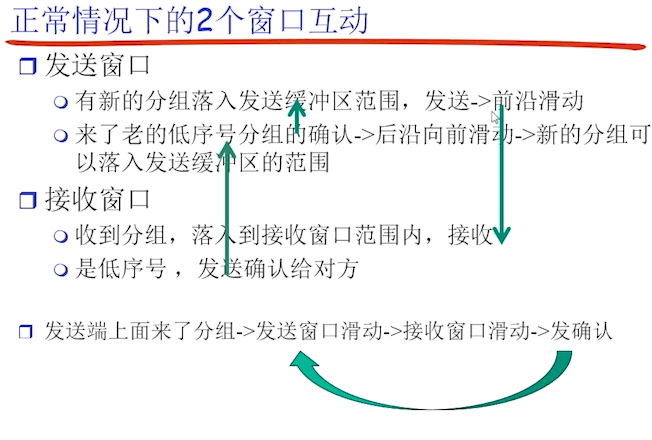 正常情况下的2个窗口互动
发送窗口
有新的分组落入发送缓冲区范围，发送->前沿滑动
来了老的低序号分组的确认->后沿向前滑动->新的分组可
以落入发送缓冲区的范围
接收窗口
收到分组，落入到接收窗口范围内，接收
是低序号，发送确认给对方
发送端上面来了分组->发送窗口滑动->接收窗口滑动->发确认